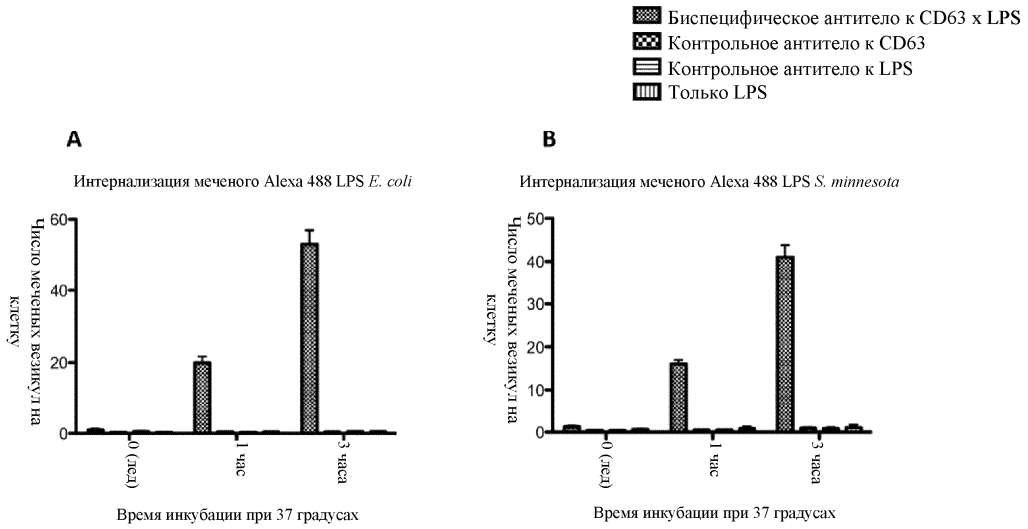 Биспецифическое антитело к CD63 x LPS
Контрольное антитело к CD63
Контрольное антитело к LPS
Только LPS
A
Интернализация меченого Alexa 488 LPS E. coli
Число меченых везикул на
клетку
60
40
20
0
0 (лед)
1 час
3 часа
Время инкубации при 37 градусах
B
Интернализация меченого Alexa 488 LPS S. minnesota
Число меченых везикул на
клетку
50
40
30
20
10
0
0 (лед)
1 час
3 часа
Время инкубации при 37 градусах